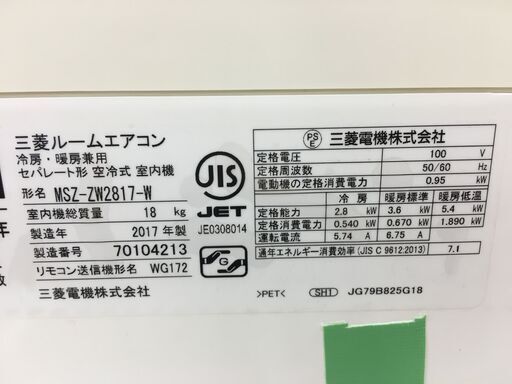 三菱ルームエアコン
冷房・暖房兼用
セパレート形 空冷式 室内機
形名 MSZ-ZW2817-W
室内機総質量 18 kg
製造年 2017 年製
製造番号 70104213
リモコン送信機形名 WG172
三菱電機株式会社
JIS
JET
JE0308014
PS E 三菱電機株式会社
定格電圧 100 V
定格周波数 50/60 Hz
電動機の定格消費電力 0.95 kW
冷 房 暖房標準 暖房低温
定格能力 2.8 kW 3.6 kW 5.4 kW
定格消費電力 0.540 kW 0.670 kW 1.890 kW
運転電流 5.74 A 6.75 A
通年エネルギー消費効率(JIS C 9612:2013) 7.1
>PET< SH1 JG79B825G18
年
数